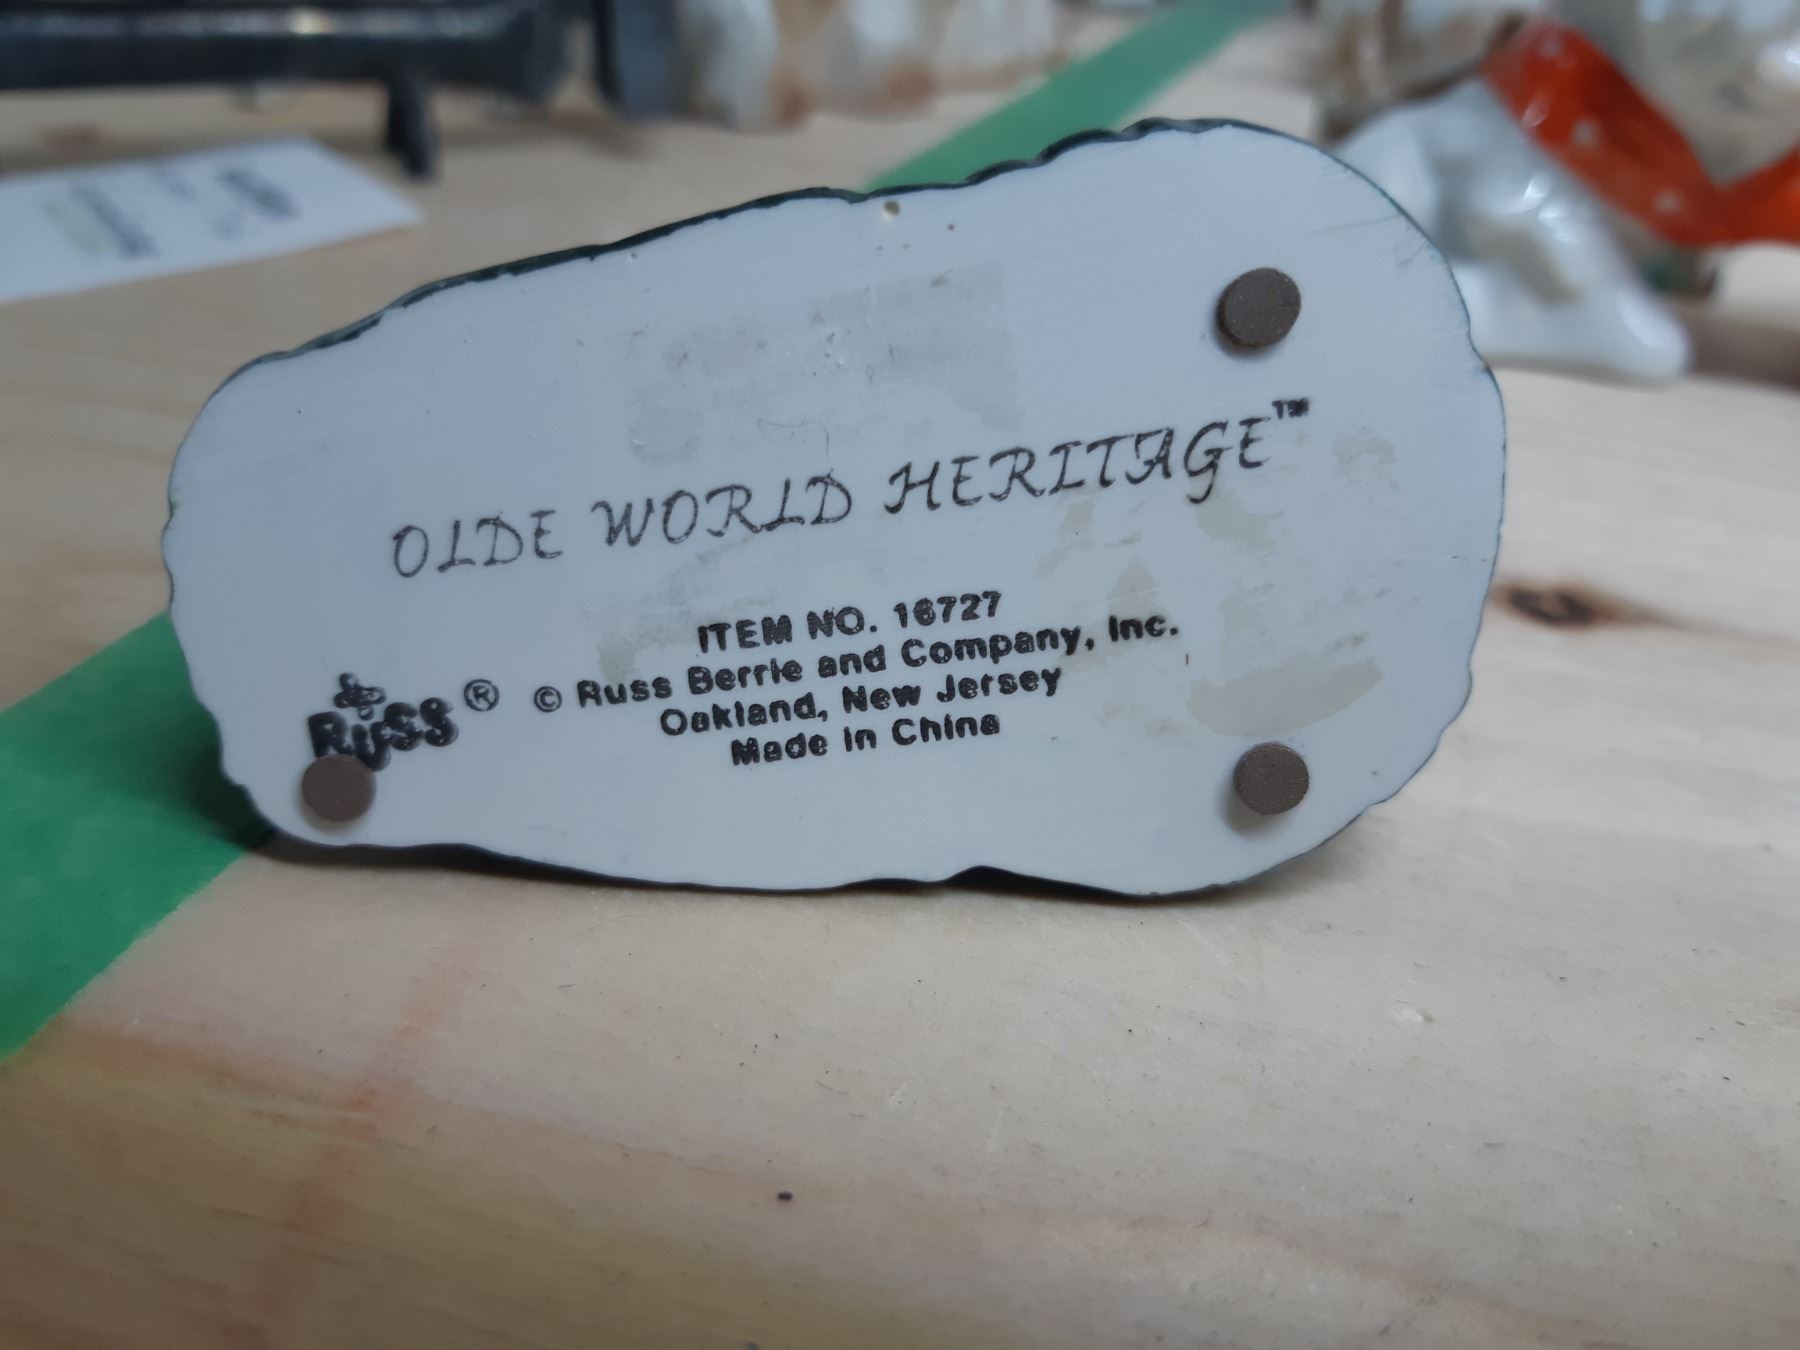 OLDE WORLD HERITAGE™
ITEM NO. 16727
© Russ Berrie and Company, Inc.
Oakland, New Jersey
Made in China
RUSS ®